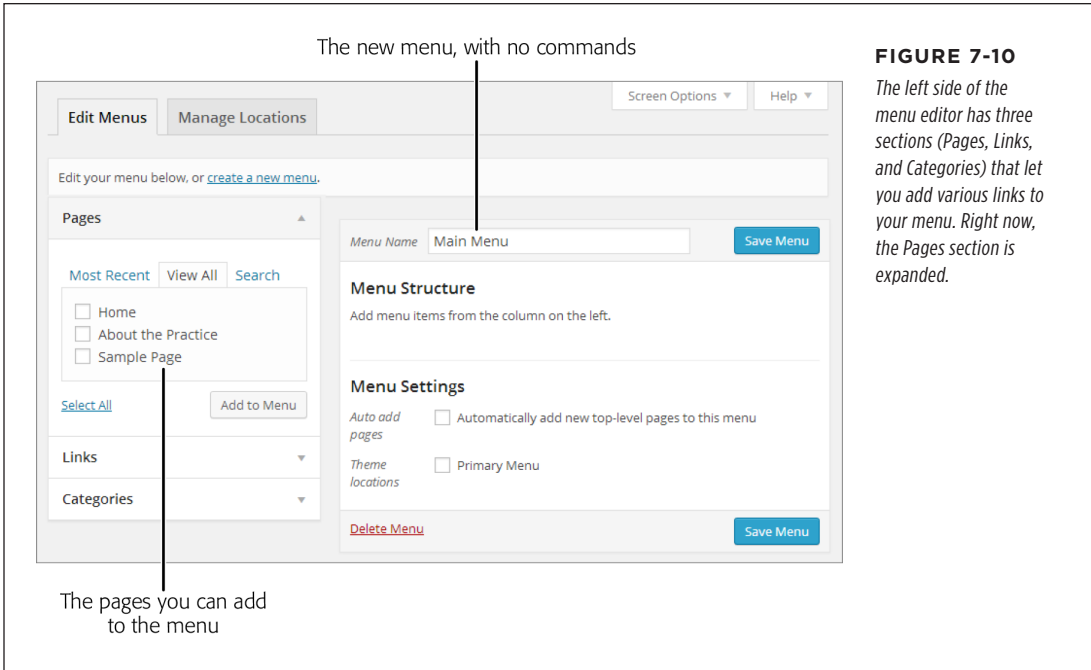 The new menu, with no commands
Screen Options
Help
Edit Menus
Manage Locations
Edit your menu below, or create a new menu.
Pages
Most Recent
View All
Search
Home
About the Practice
Sample Page
Select All
Add to Menu
Links
Categories
Menu Name
Main Menu
Save Menu
Menu Structure
Add menu items from the column on the left.
Menu Settings
Auto add
pages
Automatically add new top-level pages to this menu
Theme
locations
Primary Menu
Delete Menu
Save Menu
The pages you can add
to the menu
FIGURE 7-10
The left side of the
menu editor has three
sections (Pages, Links,
and Categories) that let
you add various links to
your menu. Right now,
the Pages section is
expanded.